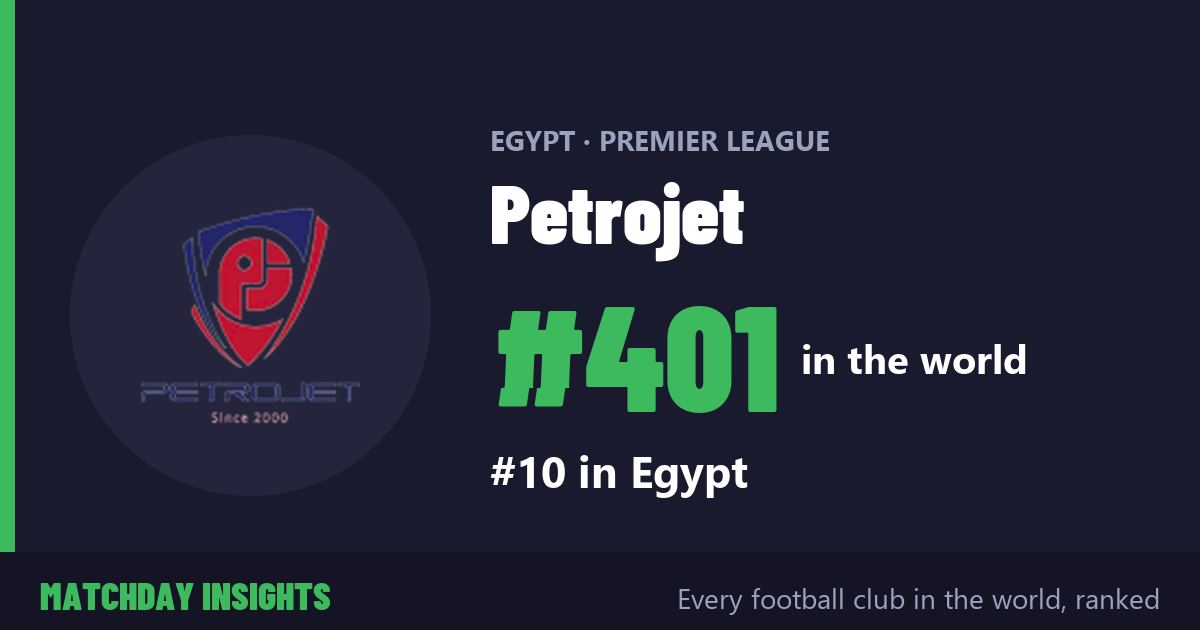 EGYPT · PREMIER LEAGUE
Petrojet
#401 in the world
#10 in Egypt
PETROJET
Since 2000
MATCHDAY INSIGHTS
Every football club in the world, ranked